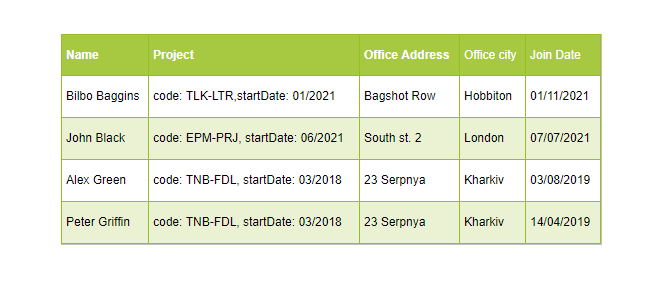 Name Project Office Address Office city Join Date
Bilbo Baggins code: TLK-LTR,startDate: 01/2021 Bagshot Row Hobbiton 01/11/2021
John Black code: EPM-PRJ, startDate: 06/2021 South st. 2 London 07/07/2021
Alex Green code: TNB-FDL, startDate: 03/2018 23 Serpnya Kharkiv 03/08/2019
Peter Griffin code: TNB-FDL, startDate: 03/2018 23 Serpnya Kharkiv 14/04/2019